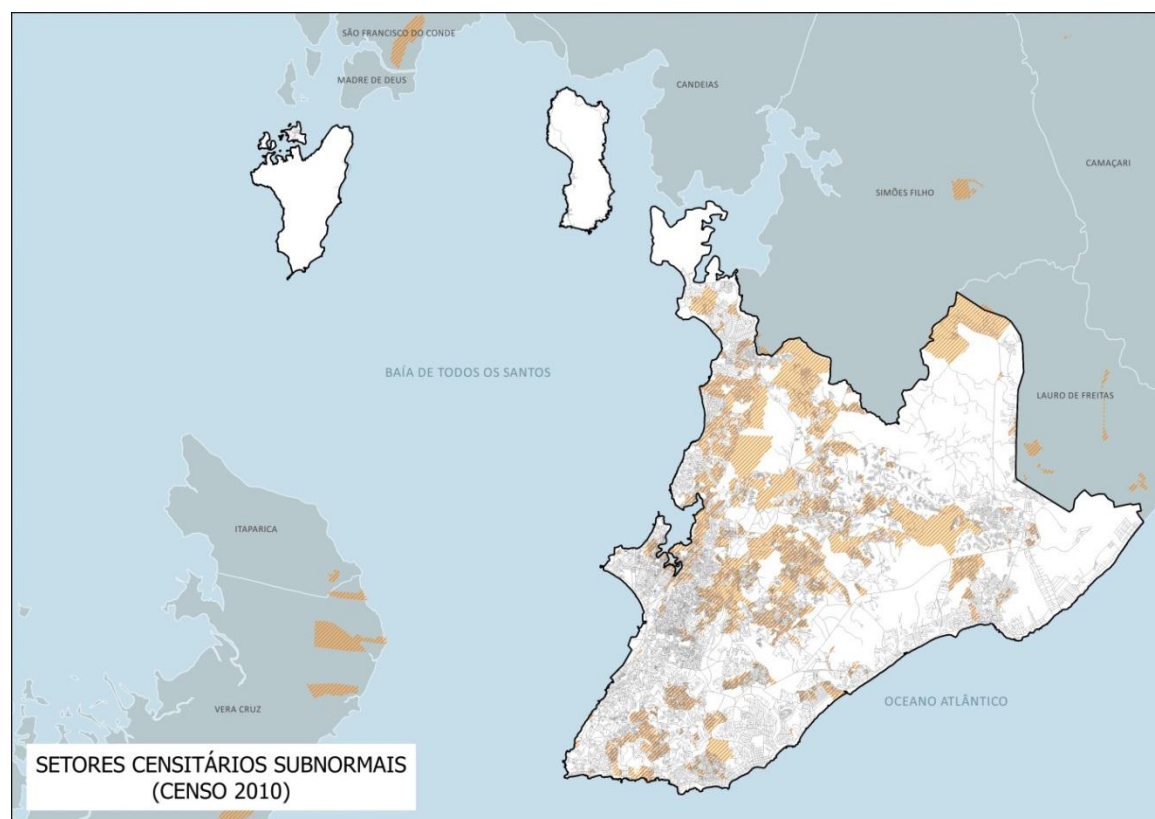 SÃO FRANCISCO DO CONDE
MADRE DE DEUS
CANDEIAS
CAMAÇARI
SIMÕES FILHO
BAÍA DE TODOS OS SANTOS
LAURO DE FREITAS
ITAPARICA
OCEANO ATLÂNTICO
VERA CRUZ
SETORES CENSITÁRIOS SUBNORMAIS
(CENSO 2010)